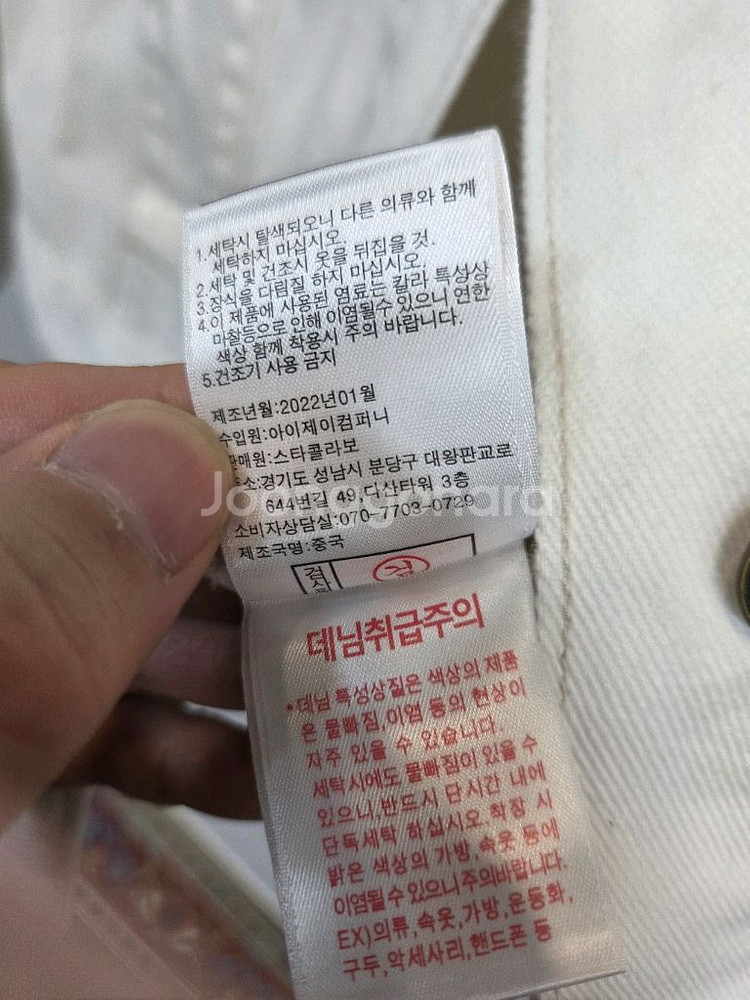 1.세탁시 탈색되오니 다른 의류와 함께
세탁하지 마십시오.
2.세탁 및 건조시 옷을 뒤집을 것.
3.장식을 다림질 하지 마십시오.
4.이 제품에 사용된 염료는 칼라 특성상
마찰등으로 인해 이염될수 있으니 연한
색상 함께 착용시 주의 바랍니다.
5.건조기 사용 금지
제조년월:2022년01월
수입원:아이제이컴퍼니
판매원:스타콜라보
소:경기도 성남시 분당구 대왕판교로
644번길 49,다산타워 3층
Joonggonara
소비자상담실:070-7703-0729
제조국명:중국
검
데님취급주의
•데님 특성상질은 색상의 제품
은 물빠짐,이염 등의 현상이
자주 있을 수 있습니다.
세탁시에도 물빠짐이 있을 수
있으니,반드시 단시간 내에
단독세탁 하십시오 착장 시
밝은 색상의 가방,속옷 등에
이염될수있으니주의바랍니다.
EX)의류,속옷,가방,운동화,
구두,악세사리,핸드폰 등